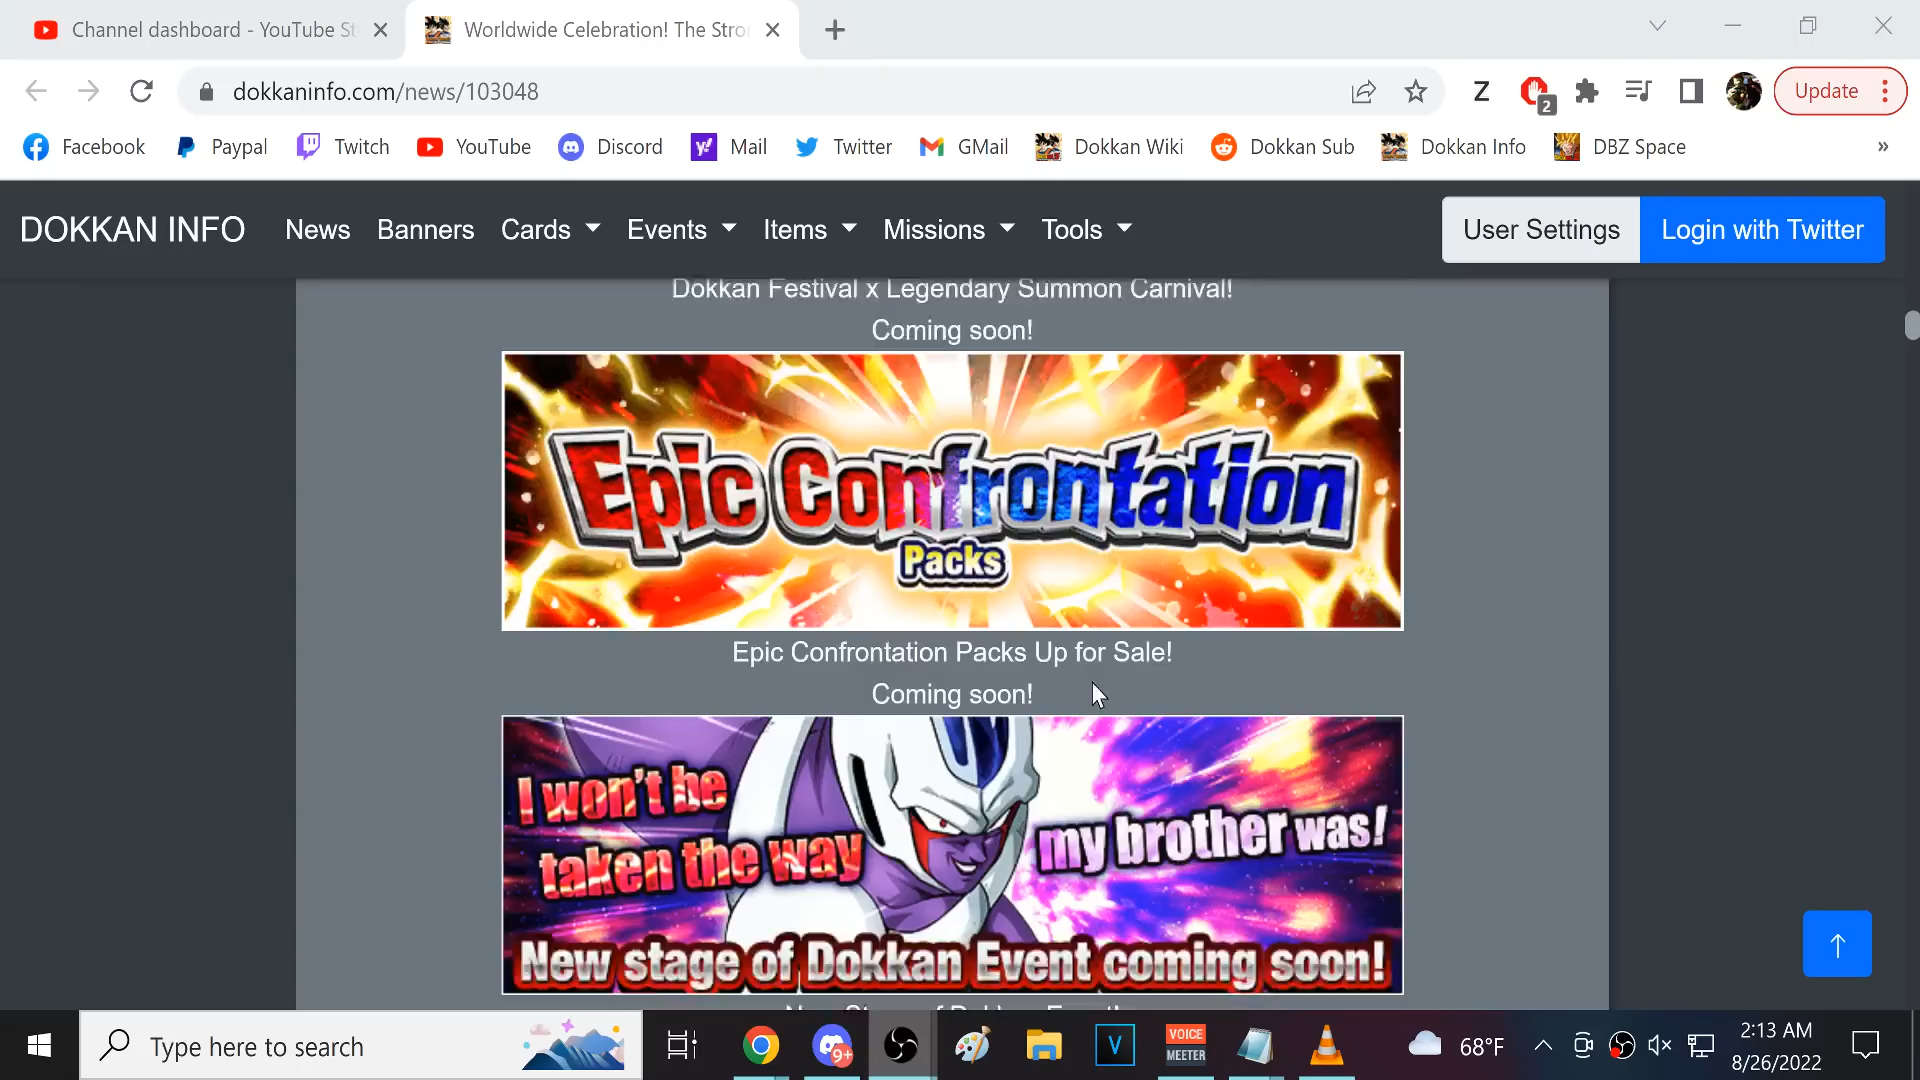 Channel dashboard - YouTube St
Worldwide Celebration! The Stro
dokkaninfo.com/news/103048
Z
2
Update
Facebook
Paypal
Twitch
YouTube
Discord
y!
Mail
Twitter
GMail
Dokkan Wiki
Dokkan Sub
Dokkan Info
DBZ Space
»
DOKKAN INFO
News
Banners
Cards
Events
Items
Missions
Tools
User Settings
Login with Twitter
Dokkan Festival x Legendary Summon Carnival!
Coming soon!
Epic Confrontation
Packs
Epic Confrontation Packs Up for Sale!
Coming soon!
I won't be
taken the way
my brother was!
New stage of Dokkan Event coming soon!
Type here to search
9+
V
VOICE
MEETER
68°F
2:13 AM
8/26/2022